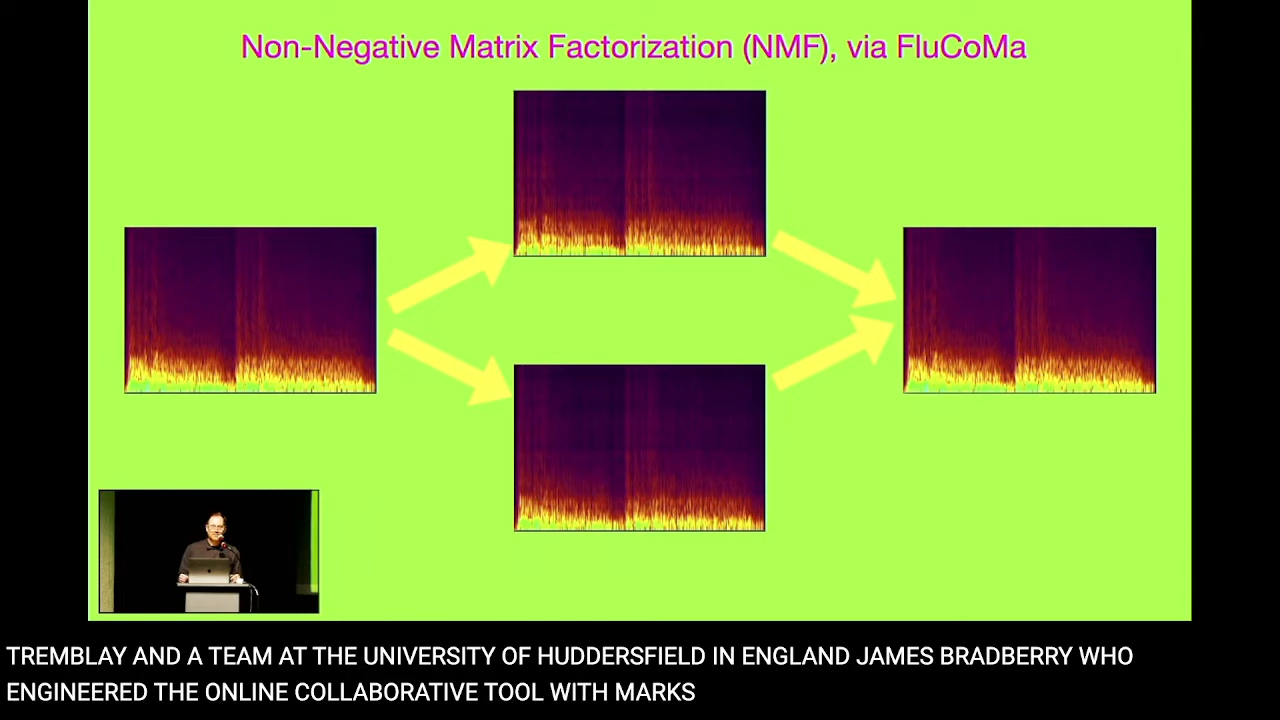 Non-Negative Matrix Factorization (NMF), via FluCoMa
TREMBLAY AND A TEAM AT THE UNIVERSITY OF HUDDERSFIELD IN ENGLAND JAMES BRADBERRY WHO
ENGINEERED THE ONLINE COLLABORATIVE TOOL WITH MARKS